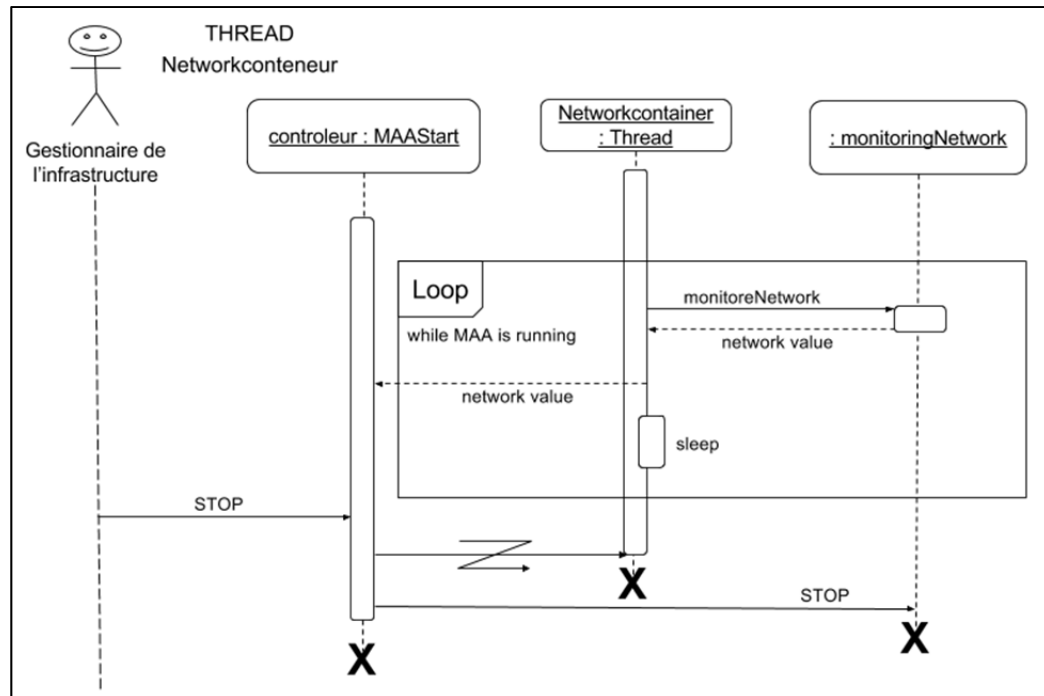 THREAD
Networkconteneur
Gestionnaire de
l'infrastructure
controleur : MAAStart
Networkcontainer
: Thread
: monitoringNetwork
Loop
while MAA is running
monitoreNetwork
network value
network value
sleep
STOP
STOP
X
X
X